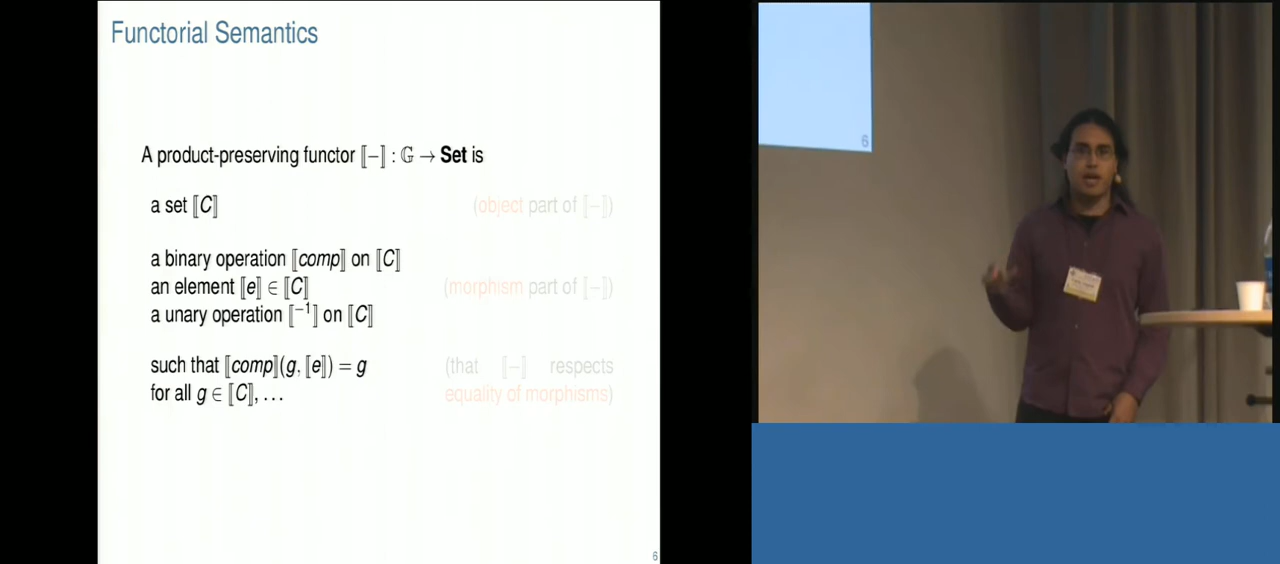 Functorial Semantics
A product-preserving functor ⟦−⟧ : 𝔾 → Set is
a set ⟦C⟧ (object part of ⟦−⟧)
a binary operation ⟦comp⟧ on ⟦C⟧
an element ⟦e⟧ ∈ ⟦C⟧ (morphism part of ⟦−⟧)
a unary operation ⟦⁻¹⟧ on ⟦C⟧
such that ⟦comp⟧(g, ⟦e⟧) = g (that ⟦−⟧ respects
for all g ∈ ⟦C⟧, … equality of morphisms)
6
6